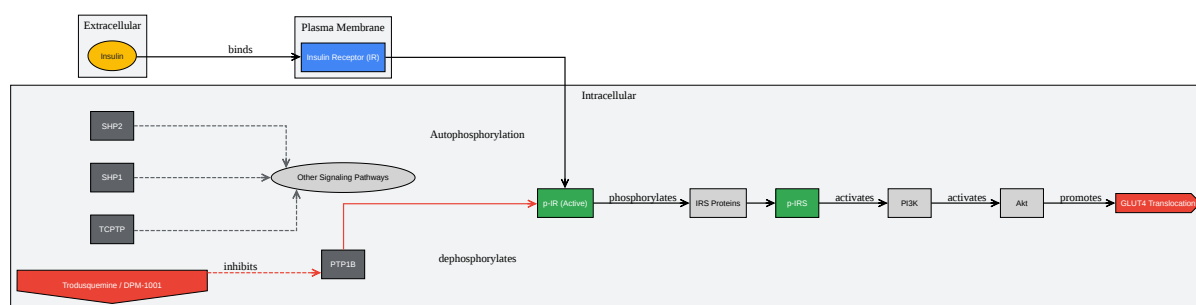 Extracellular
Plasma Membrane
Insulin
binds
Insulin Receptor (IR)
Intracellular
SHP2
Autophosphorylation
SHP1
Other Signaling Pathways
p-IR (Active)
phosphorylates
IRS Proteins
p-IRS
activates
PI3K
activates
Akt
promotes
GLUT4 Translocation
TCPTP
PTP1B
dephosphorylates
inhibits
Trodusquemine / DPM-1001